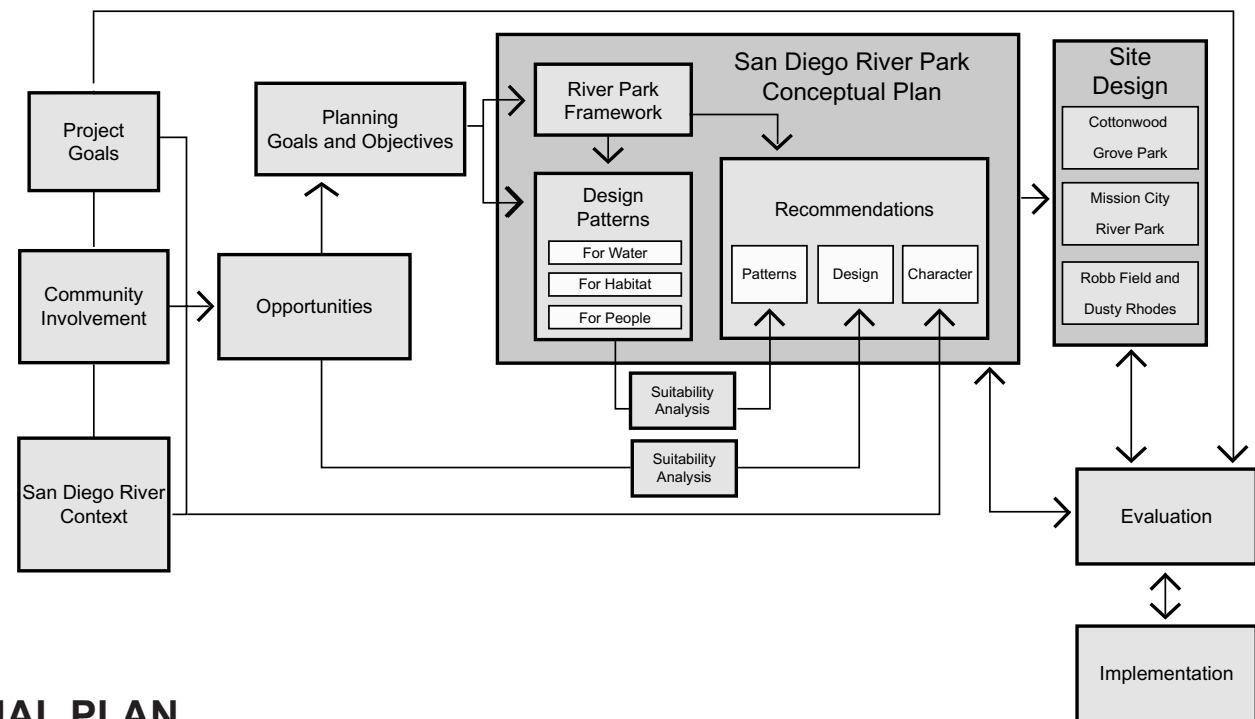 Project
Goals
Community
Involvement
San Diego River
Context
Opportunities
Planning
Goals and Objectives
San Diego River Park
Conceptual Plan
River Park
Framework
Design
Patterns
For Water
For Habitat
For People
Recommendations
Patterns
Design
Character
Suitability
Analysis
Suitability
Analysis
Site
Design
Cottonwood
Grove Park
Mission City
River Park
Robb Field and
Dusty Rhodes
Evaluation
Implementation
PLAN